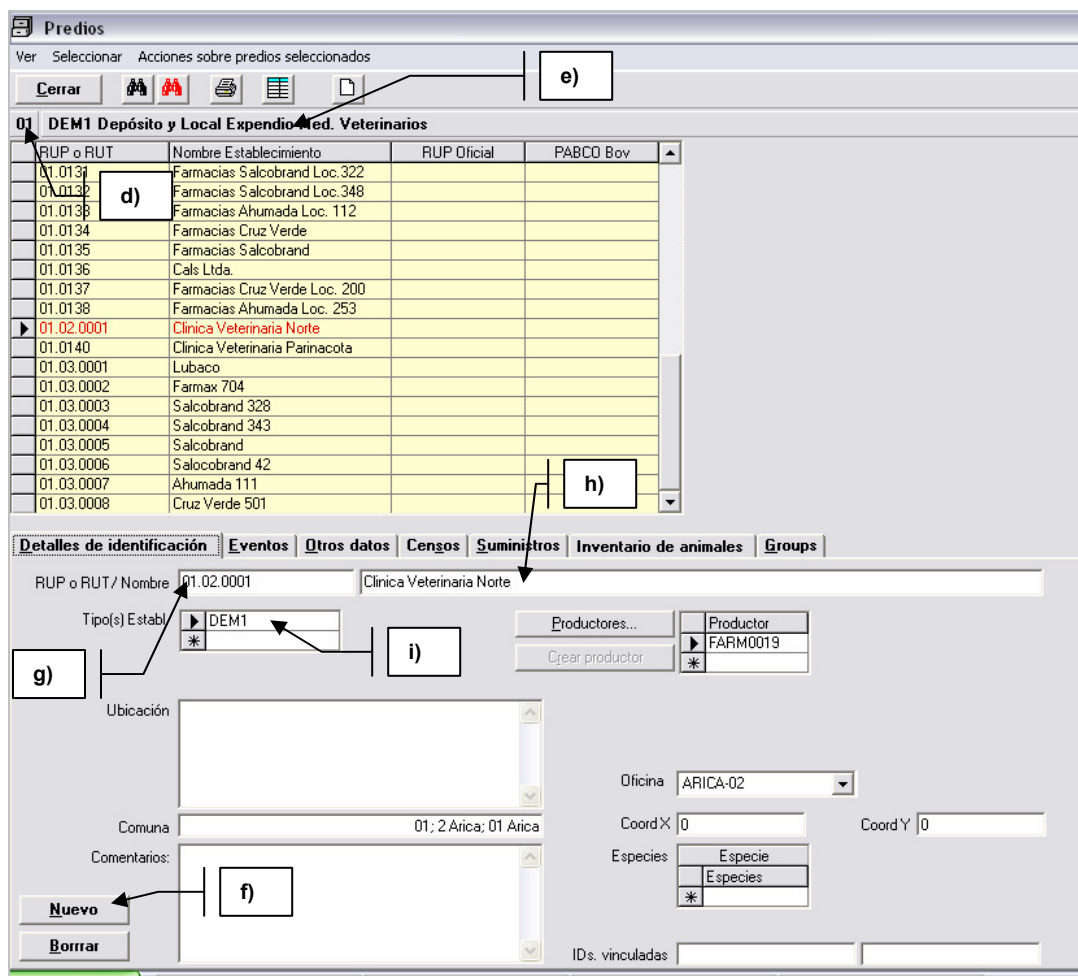 Predios
Ver Seleccionar Acciones sobre predios seleccionados
Cerrar
e)
01 DEM1 Depósito y Local Expendio Med. Veterinarios
RUP o RUT Nombre Establecimiento RUP Oficial PABCO Bov
01.0131 Farmacias Salcobrand Loc.322
01.0132 Farmacias Salcobrand Loc.348
d)
01.0133 Farmacias Ahumada Loc. 112
01.0134 Farmacias Cruz Verde
01.0135 Farmacias Salcobrand
01.0136 Cals Ltda.
01.0137 Farmacias Cruz Verde Loc. 200
01.0138 Farmacias Ahumada Loc. 253
01.02.0001 Clinica Veterinaria Norte
01.0140 Clinica Veterinaria Parinacota
01.03.0001 Lubaco
01.03.0002 Farmax 704
01.03.0003 Salcobrand 328
01.03.0004 Salcobrand 343
01.03.0005 Salcobrand
01.03.0006 Salocobrand 42
01.03.0007 Ahumada 111
h)
01.03.0008 Cruz Verde 501
Detalles de identificación Eventos Otros datos Censos Suministros Inventario de animales Groups
RUP o RUT / Nombre 01.02.0001 Clinica Veterinaria Norte
Tipo(s) Establ DEM1 Productores... Productor
FARM0019
i) Crear productor
g)
Ubicación
Oficina ARICA-02
Comuna 01; 2 Arica; 01 Arica Coord X 0 Coord Y 0
Comentarios: Especies Especie
Especies
f)
Nuevo
Borrrar
IDs. vinculadas